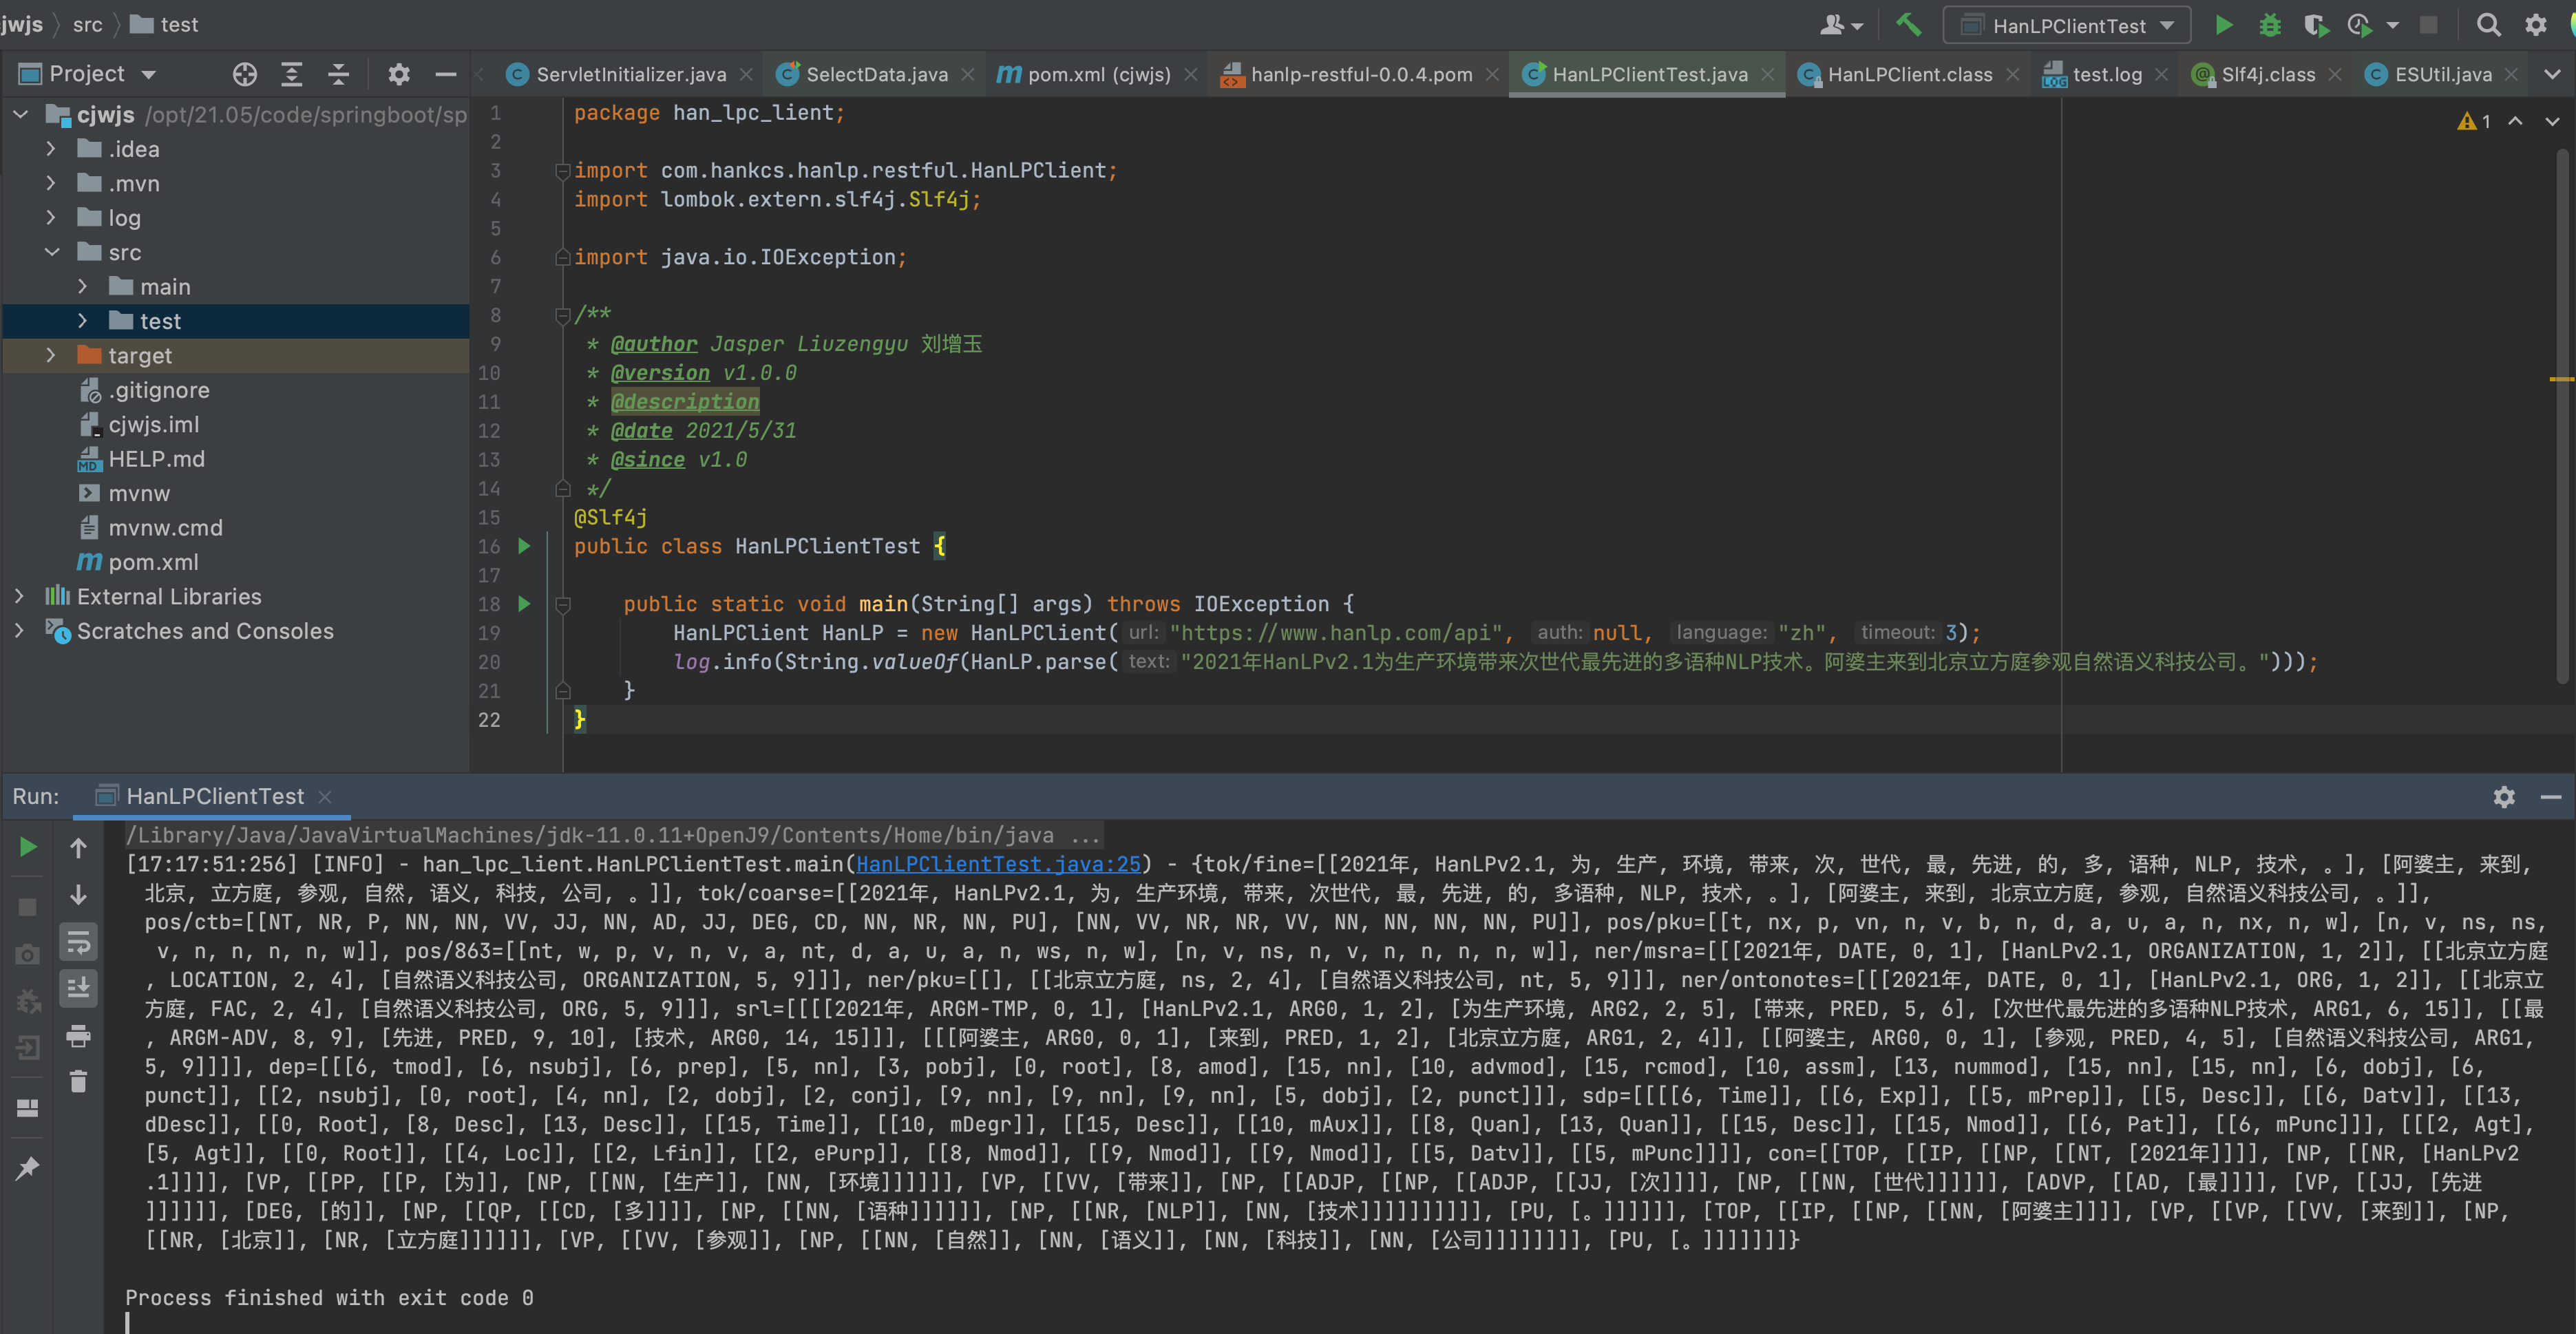 jwjs src test
HanLPClientTest
Project
ServletInitializer.java SelectData.java pom.xml (cjwjs) hanlp-restful-0.0.4.pom HanLPClientTest.java HanLPClient.class test.log Slf4j.class ESUtil.java
cjwjs /opt/21.05/code/springboot/sp
.idea
.mvn
log
src
main
test
target
.gitignore
cjwjs.iml
HELP.md
mvnw
mvnw.cmd
pom.xml
External Libraries
Scratches and Consoles
1
1 package han_lpc_lient;
2
3 import com.hankcs.hanlp.restful.HanLPClient;
4 import lombok.extern.slf4j.Slf4j;
5
6 import java.io.IOException;
7
8 /**
9 * @author Jasper Liuzengyu 刘增玉
10 * @version v1.0.0
11 * @description
12 * @date 2021/5/31
13 * @since v1.0
14 */
15 @Slf4j
16 public class HanLPClientTest {
17
18 public static void main(String[] args) throws IOException {
19 HanLPClient HanLP = new HanLPClient( url: "https://www.hanlp.com/api", auth: null, language: "zh", timeout: 3);
20 log.info(String.valueOf(HanLP.parse( text: "2021年HanLPv2.1为生产环境带来次世代最先进的多语种NLP技术。阿婆主来到北京立方庭参观自然语义科技公司。")));
21 }
22 }
Run: HanLPClientTest
/Library/Java/JavaVirtualMachines/jdk-11.0.11+OpenJ9/Contents/Home/bin/java ...
[17:17:51:256] [INFO] - han_lpc_lient.HanLPClientTest.main(HanLPClientTest.java:25) - {tok/fine=[[2021年, HanLPv2.1, 为, 生产, 环境, 带来, 次, 世代, 最, 先进, 的, 多, 语种, NLP, 技术, 。], [阿婆主, 来到,
北京, 立方庭, 参观, 自然, 语义, 科技, 公司, 。]], tok/coarse=[[2021年, HanLPv2.1, 为, 生产环境, 带来, 次世代, 最, 先进, 的, 多语种, NLP, 技术, 。], [阿婆主, 来到, 北京立方庭, 参观, 自然语义科技公司, 。]],
pos/ctb=[[NT, NR, P, NN, NN, VV, JJ, NN, AD, JJ, DEG, CD, NN, NR, NN, PU], [NN, VV, NR, NR, VV, NN, NN, NN, NN, PU]], pos/pku=[[t, nx, p, vn, n, v, b, n, d, a, u, a, n, nx, n, w], [n, v, ns, ns,
v, n, n, n, n, w]], pos/863=[[nt, w, p, v, n, v, a, nt, d, a, u, a, n, ws, n, w], [n, v, ns, n, v, n, n, n, n, w]], ner/msra=[[[2021年, DATE, 0, 1], [HanLPv2.1, ORGANIZATION, 1, 2]], [[北京立方庭
, LOCATION, 2, 4], [自然语义科技公司, ORGANIZATION, 5, 9]]], ner/pku=[[], [[北京立方庭, ns, 2, 4], [自然语义科技公司, nt, 5, 9]]], ner/ontonotes=[[[2021年, DATE, 0, 1], [HanLPv2.1, ORG, 1, 2]], [[北京立
方庭, FAC, 2, 4], [自然语义科技公司, ORG, 5, 9]]], srl=[[[[2021年, ARGM-TMP, 0, 1], [HanLPv2.1, ARG0, 1, 2], [为生产环境, ARG2, 2, 5], [带来, PRED, 5, 6], [次世代最先进的多语种NLP技术, ARG1, 6, 15]], [[最
, ARGM-ADV, 8, 9], [先进, PRED, 9, 10], [技术, ARG0, 14, 15]]], [[[阿婆主, ARG0, 0, 1], [来到, PRED, 1, 2], [北京立方庭, ARG1, 2, 4]], [[阿婆主, ARG0, 0, 1], [参观, PRED, 4, 5], [自然语义科技公司, ARG1,
5, 9]]]], dep=[[[6, tmod], [6, nsubj], [6, prep], [5, nn], [3, pobj], [0, root], [8, amod], [15, nn], [10, advmod], [15, rcmod], [10, assm], [13, nummod], [15, nn], [15, nn], [6, dobj], [6,
punct]], [[2, nsubj], [0, root], [4, nn], [2, dobj], [2, conj], [9, nn], [9, nn], [9, nn], [5, dobj], [2, punct]]], sdp=[[[[6, Time]], [[6, Exp]], [[5, mPrep]], [[5, Desc]], [[6, Datv]], [[13,
dDesc]], [[0, Root], [8, Desc], [13, Desc]], [[15, Time]], [[10, mDegr]], [[15, Desc]], [[10, mAux]], [[8, Quan], [13, Quan]], [[15, Desc]], [[15, Nmod]], [[6, Pat]], [[6, mPunc]]], [[[2, Agt],
[5, Agt]], [[0, Root]], [[4, Loc]], [[2, Lfin]], [[2, ePurp]], [[8, Nmod]], [[9, Nmod]], [[9, Nmod]], [[5, Datv]], [[5, mPunc]]]], con=[[TOP, [[IP, [[NP, [[NT, [2021年]]]], [NP, [[NR, [HanLPv2
.1]]]], [VP, [[PP, [[P, [为]], [NP, [[NN, [生产]], [NN, [环境]]]]]], [VP, [[VV, [带来]], [NP, [[ADJP, [[NP, [[ADJP, [[JJ, [次]]]], [NP, [[NN, [世代]]]]]], [ADVP, [[AD, [最]]]], [VP, [[JJ, [先进
]]]]]], [DEG, [的]], [NP, [[QP, [[CD, [多]]]], [NP, [[NN, [语种]]]]]], [NP, [[NR, [NLP]], [NN, [技术]]]]]]]]]], [PU, [。]]]]]], [TOP, [[IP, [[NP, [[NN, [阿婆主]]]], [VP, [[VP, [[VV, [来到]], [NP,
[[NR, [北京]], [NR, [立方庭]]]]]], [VP, [[VV, [参观]], [NP, [[NN, [自然]], [NN, [语义]], [NN, [科技]], [NN, [公司]]]]]]]], [PU, [。]]]]]]]}
Process finished with exit code 0